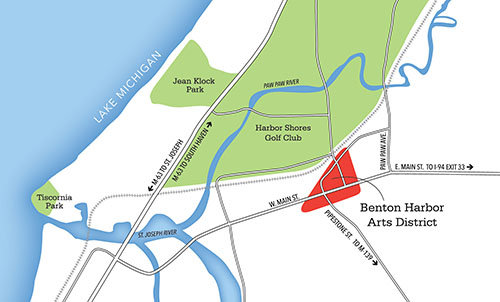 LAKE MICHIGAN
Jean Klock
Park
PAW PAW RIVER
Harbor Shores
Golf Club
M-63 TO ST. JOSEPH
M-63 TO SOUTH HAVEN
PAW PAW AVE.
E. MAIN ST. TO I-94 EXIT 33
Tiscornia
Park
W. MAIN ST.
Benton Harbor
Arts District
ST. JOSEPH RIVER
PIPESTONE ST. TO M-139